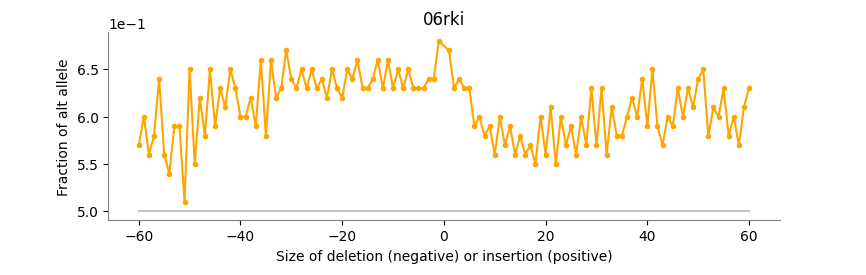 06rki
1e−1
Fraction of alt allele
6.5
6.0
5.5
5.0
−60 −40 −20 0 20 40 60
Size of deletion (negative) or insertion (positive)